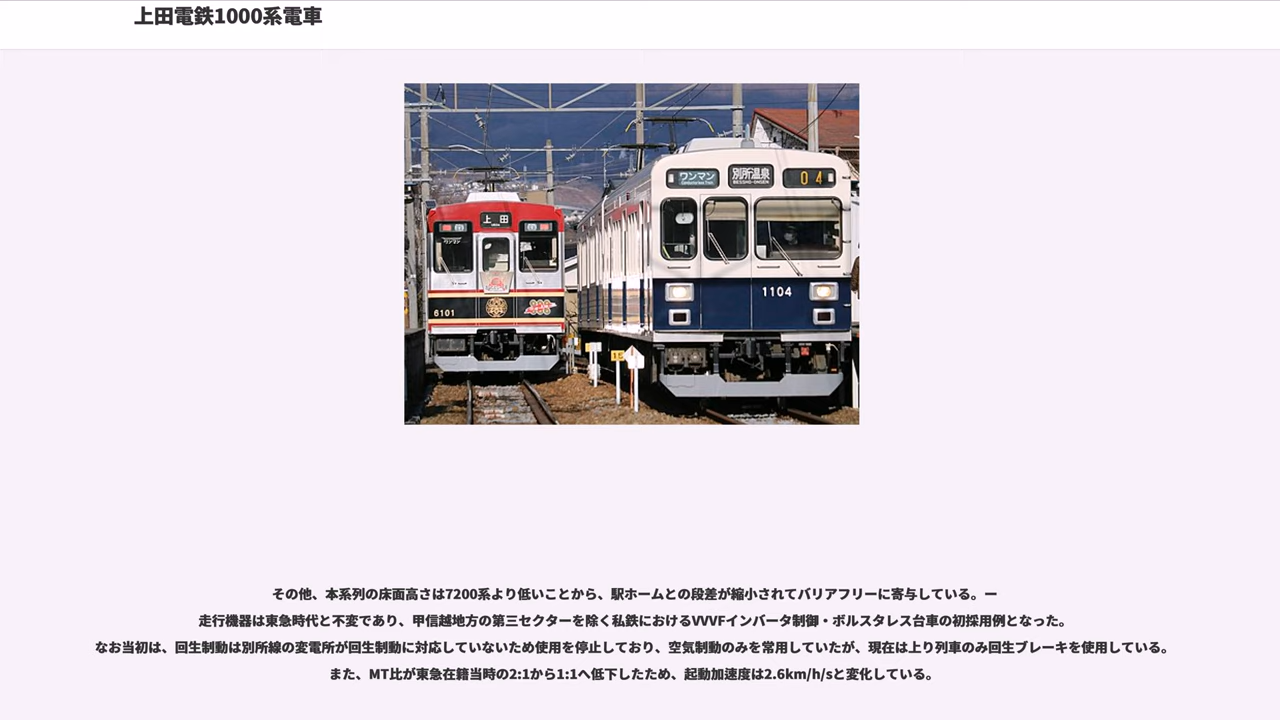 上田電鉄1000系電車
ワンマン
別所温泉
BESSHO-ONSEN
04
上田
ワンマン
1104
6101
15
その他、本系列の床面高さは7200系より低いことから、駅ホームとの段差が縮小されてバリアフリーに寄与している。ー
走行機器は東急時代と不変であり、甲信越地方の第三セクターを除く私鉄におけるVVVFインバータ制御・ボルスタレス台車の初採用例となった。
なお当初は、回生制動は別所線の変電所が回生制動に対応していないため使用を停止しており、空気制動のみを常用していたが、現在は上り列車のみ回生ブレーキを使用している。
また、MT比が東急在籍当時の2:1から1:1へ低下したため、起動加速度は2.6km/h/sと変化している。